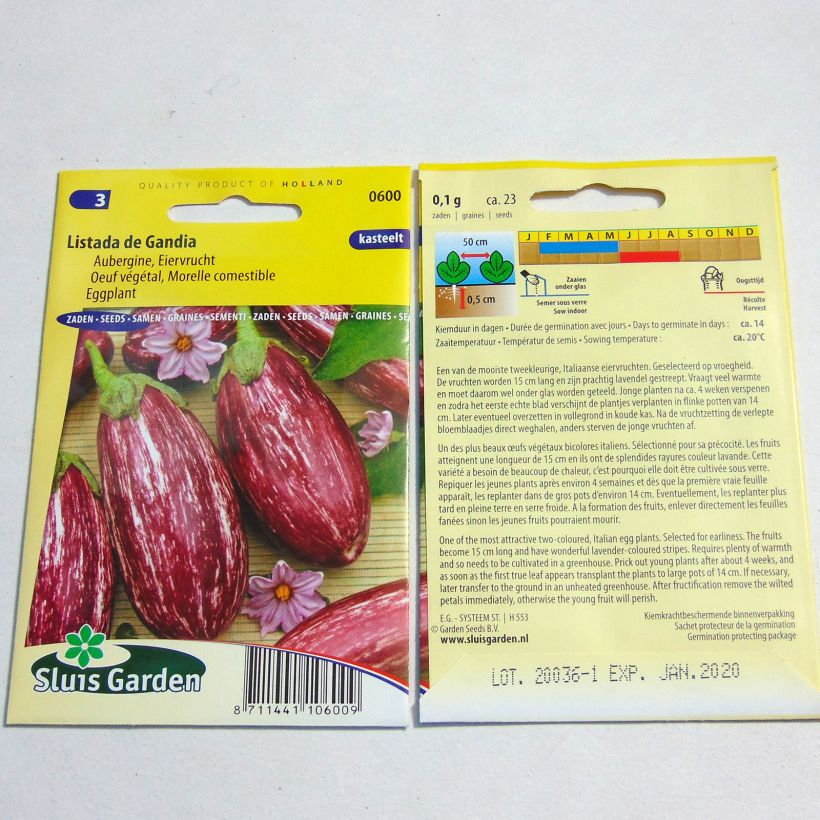 QUALITY PRODUCT OF HOLLAND
3
0600
Listada de Gandia
kasteelt
Aubergine, Eiervrucht
Oeuf végétal, Morelle comestible
Eggplant
ZADEN - SEEDS - SAMEN - GRAINES - SEMENTI - ZADEN - SEEDS - SAMEN - GRAINES - SE
Sluis Garden
8 711441 106009
0,1 g ca. 23
zaden | graines | seeds
J F M A M J J A S O N D
50 cm
0,5 cm
Zaaien
onder glas
Semer sous verre
Sow indoor
Oogsttijd
Récolte
Harvest
Kiemduur in dagen • Durée de germination avec jours • Days to germinate in days : ca. 14
Zaaitemperatuur • Températur de semis • Sowing temperature : ca. 20°C
Een van de mooiste tweekleurige, Italiaanse eiervruchten. Geselecteerd op vroegheid.
De vruchten worden 15 cm lang en zijn prachtig lavendel gestreept. Vraagt veel warmte
en moet daarom wel onder glas worden geteeld. Jonge planten na ca. 4 weken verspenen
en zodra het eerste echte blad verschijnt de plantjes verplanten in flinke potten van 14
cm. Later eventueel overzetten in vollegrond in koude kas. Na de vruchtzetting de verlepte
bloemblaadjes direct weghalen, anders sterven de jonge vruchten af.
Un des plus beaux œufs végétaux bicolores italiens. Sélectionné pour sa précocité. Les fruits
atteignent une longueur de 15 cm en ils ont de splendides rayures couleur lavande. Cette
variété a besoin de beaucoup de chaleur, c'est pourquoi elle doit être cultivée sous verre.
Repiquer les jeunes plants après environ 4 semaines et dès que la première vraie feuille
apparaît, les replanter dans de gros pots d'environ 14 cm. Eventuellement, les replanter plus
tard en pleine terre en serre froide. A la formation des fruits, enlever directement les feuilles
fanées sinon les jeunes fruits pourraient mourir.
One of the most attractive two-coloured, Italian egg plants. Selected for earliness. The fruits
become 15 cm long and have wonderful lavender-coloured stripes. Requires plenty of warmth
and so needs to be cultivated in a greenhouse. Prick out young plants after about 4 weeks, and
as soon as the first true leaf appears transplant the plants to large pots of 14 cm. If necessary,
later transfer to the ground in an unheated greenhouse. After fructification remove the wilted
petals immediately, otherwise the young fruit will perish.
E.G. - SYSTEEM ST. | H 553
© Garden Seeds B.V.
www.sluisgarden.nl
Kiemkrachtbeschermende binnenverpakking
Sachet protecteur de la germination
Germination protecting package
LOT. 20036-1 EXP. JAN.2020